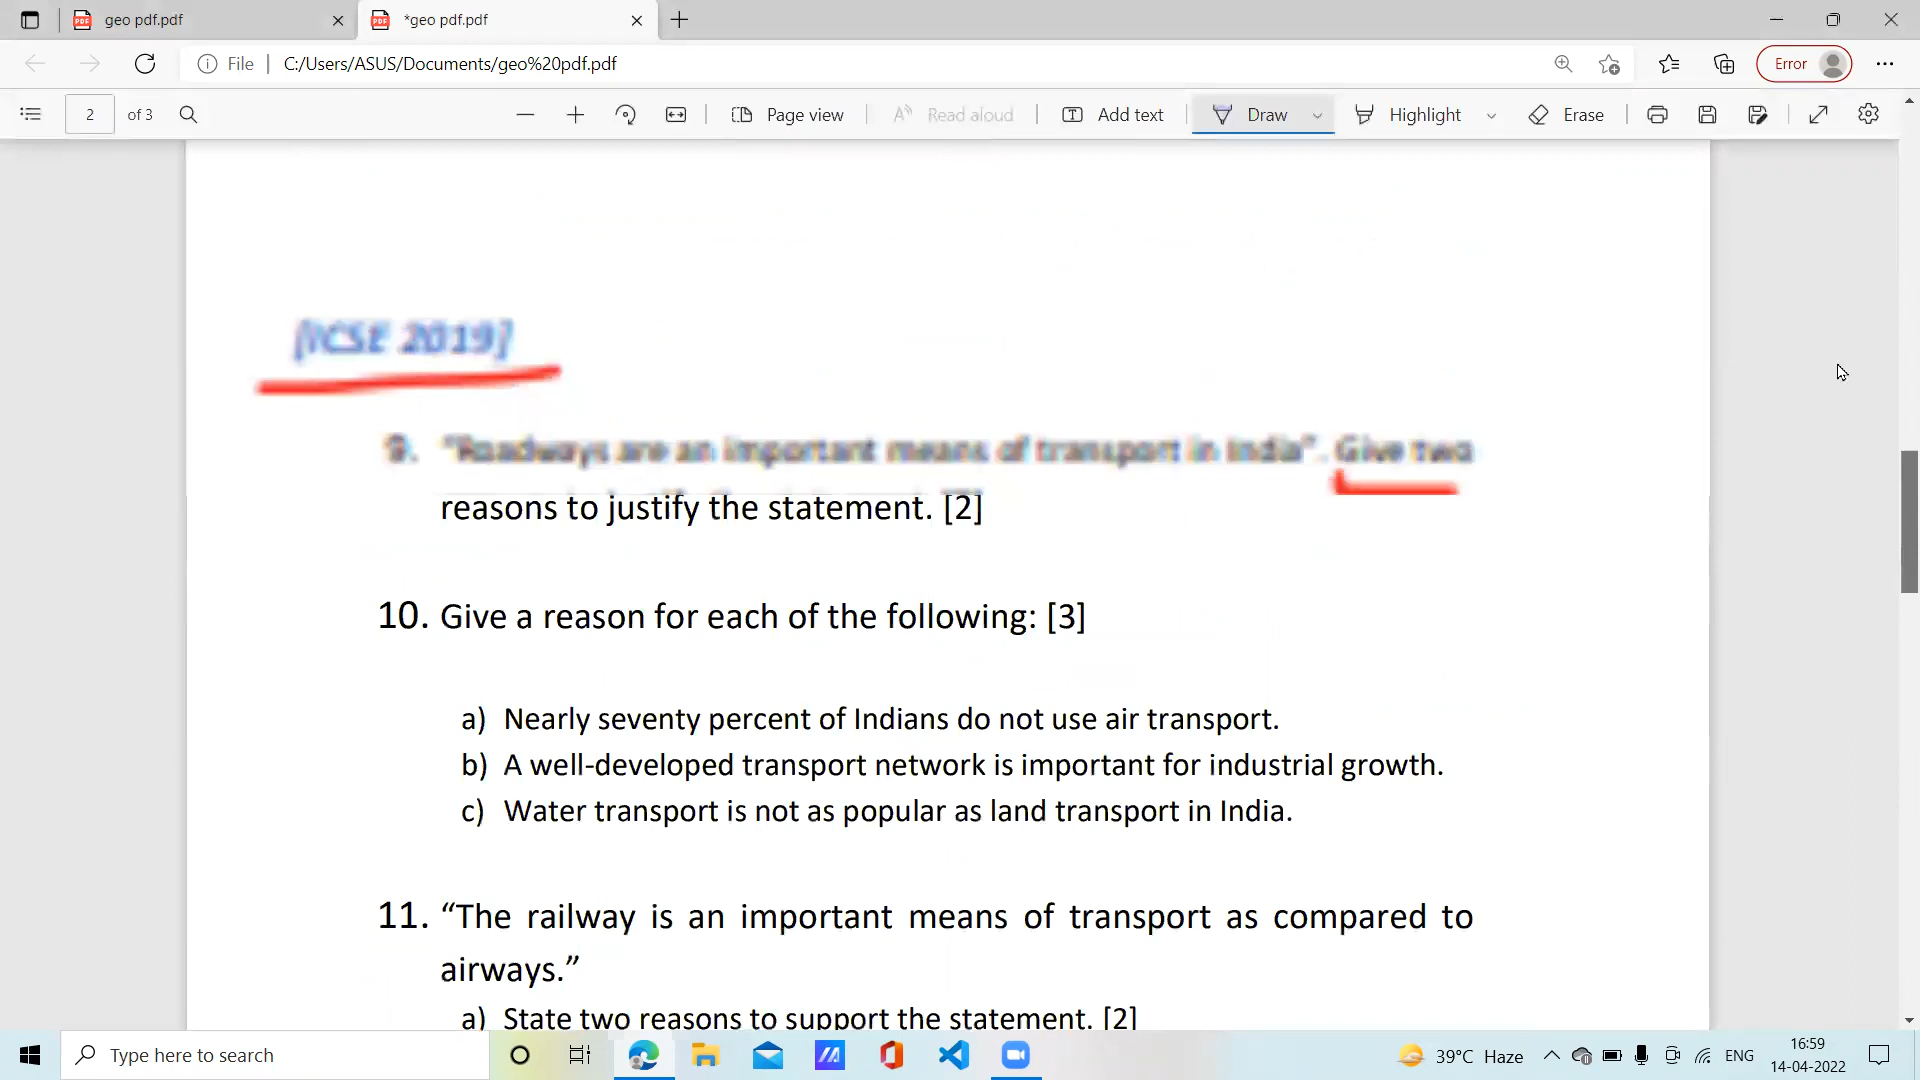 geo pdf.pdf
*geo pdf.pdf
File
C:/Users/ASUS/Documents/geo%20pdf.pdf
Error
2
of 3
Page view
Read aloud
Add text
Draw
Highlight
Erase
[ICSE 2019]
9. "Roadways are an important means of transport in India". Give two
reasons to justify the statement. [2]
10. Give a reason for each of the following: [3]
a) Nearly seventy percent of Indians do not use air transport.
b) A well-developed transport network is important for industrial growth.
c) Water transport is not as popular as land transport in India.
11. “The railway is an important means of transport as compared to
airways.”
a) State two reasons to support the statement. [2]
Type here to search
39°C Haze
ENG
16:59
14-04-2022